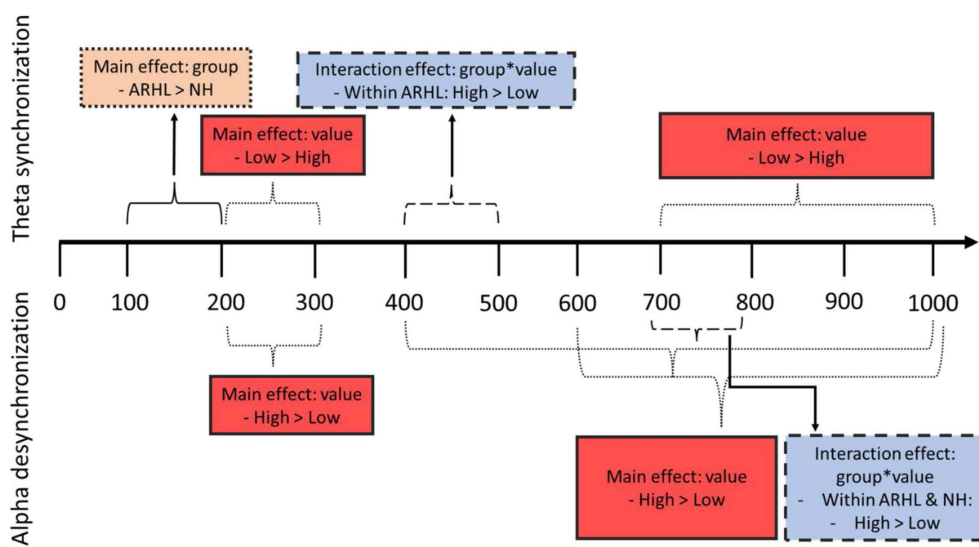 Theta synchronization
Main effect: group
- ARHL > NH
Interaction effect: group*value
- Within ARHL: High > Low
Main effect: value
- Low > High
Main effect: value
- Low > High
0 100 200 300 400 500 600 700 800 900 1000
Alpha desynchronization
Main effect: value
- High > Low
Main effect: value
- High > Low
Interaction effect:
group*value
- Within ARHL & NH:
- High > Low